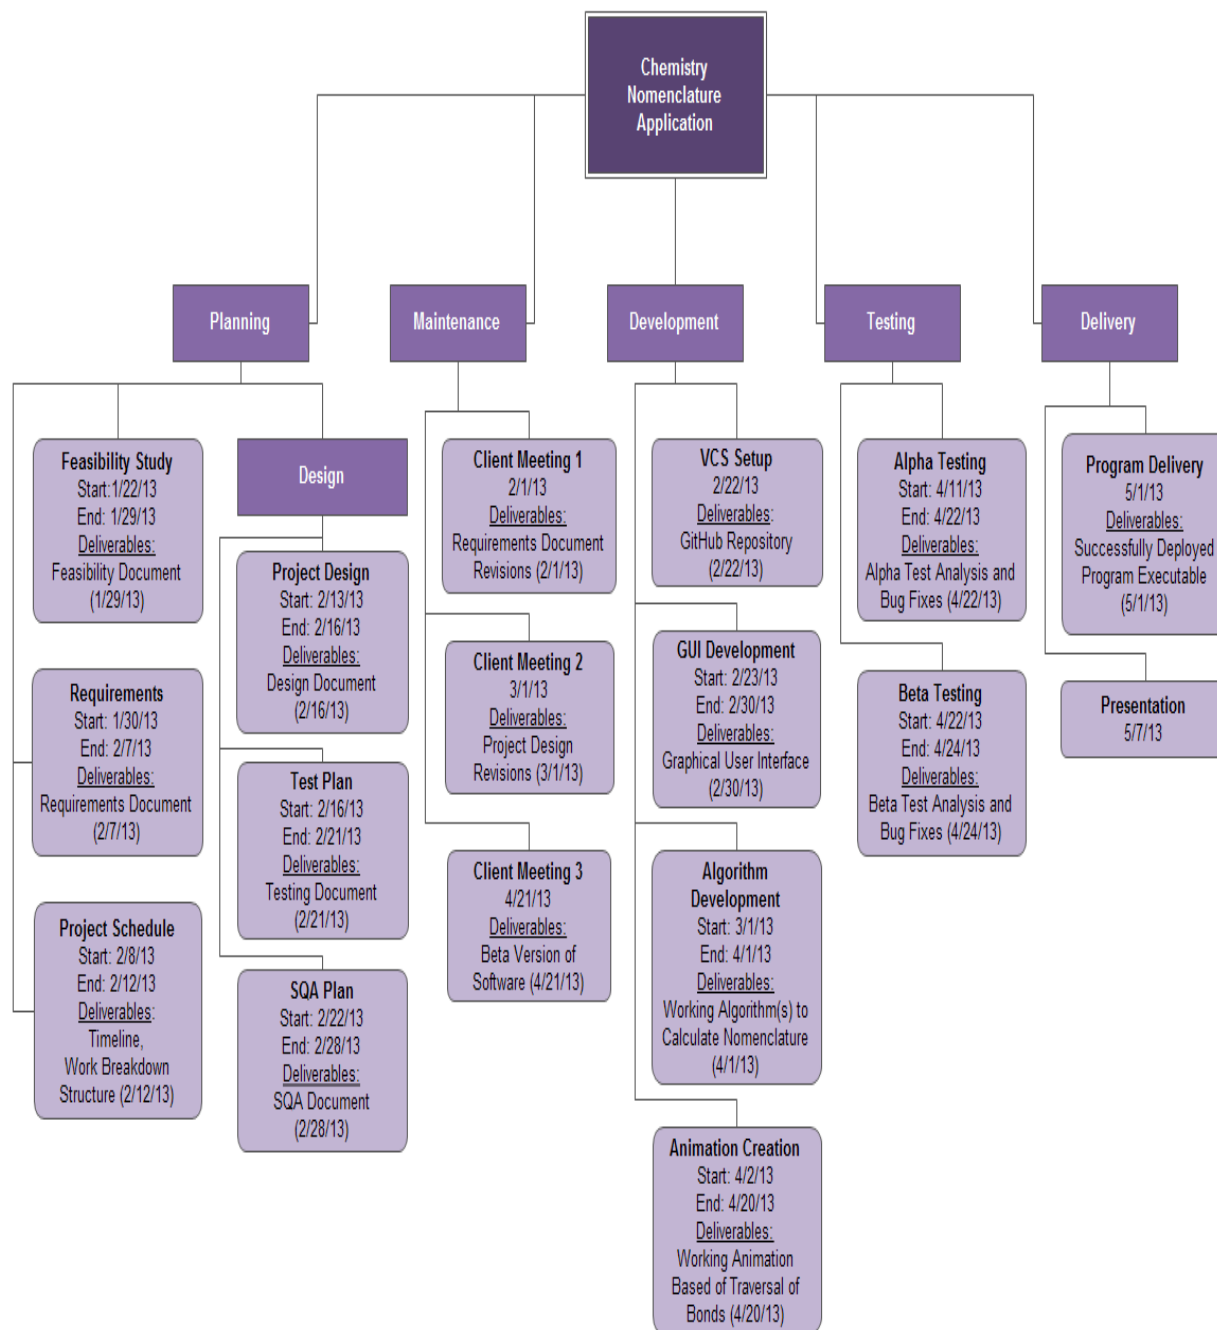 Chemistry
Nomenclature
Application
Planning
Maintenance
Development
Testing
Delivery
Feasibility Study
Start:1/22/13
End: 1/29/13
Deliverables:
Feasibility Document
(1/29/13)
Requirements
Start: 1/30/13
End: 2/7/13
Deliverables:
Requirements Document
(2/7/13)
Project Schedule
Start: 2/8/13
End: 2/12/13
Deliverables:
Timeline,
Work Breakdown
Structure (2/12/13)
Design
Project Design
Start: 2/13/13
End: 2/16/13
Deliverables:
Design Document
(2/16/13)
Test Plan
Start: 2/16/13
End: 2/21/13
Deliverables:
Testing Document
(2/21/13)
SQA Plan
Start: 2/22/13
End: 2/28/13
Deliverables:
SQA Document
(2/28/13)
Client Meeting 1
2/1/13
Deliverables:
Requirements Document
Revisions (2/1/13)
Client Meeting 2
3/1/13
Deliverables:
Project Design
Revisions (3/1/13)
Client Meeting 3
4/21/13
Deliverables:
Beta Version of
Software (4/21/13)
VCS Setup
2/22/13
Deliverables:
GitHub Repository
(2/22/13)
GUI Development
Start: 2/23/13
End: 2/30/13
Deliverables:
Graphical User Interface
(2/30/13)
Algorithm
Development
Start: 3/1/13
End: 4/1/13
Deliverables:
Working Algorithm(s) to
Calculate Nomenclature
(4/1/13)
Animation Creation
Start: 4/2/13
End: 4/20/13
Deliverables:
Working Animation
Based of Traversal of
Bonds (4/20/13)
Alpha Testing
Start: 4/11/13
End: 4/22/13
Deliverables:
Alpha Test Analysis and
Bug Fixes (4/22/13)
Beta Testing
Start: 4/22/13
End: 4/24/13
Deliverables:
Beta Test Analysis and
Bug Fixes (4/24/13)
Program Delivery
5/1/13
Deliverables:
Successfully Deployed
Program Executable
(5/1/13)
Presentation
5/7/13